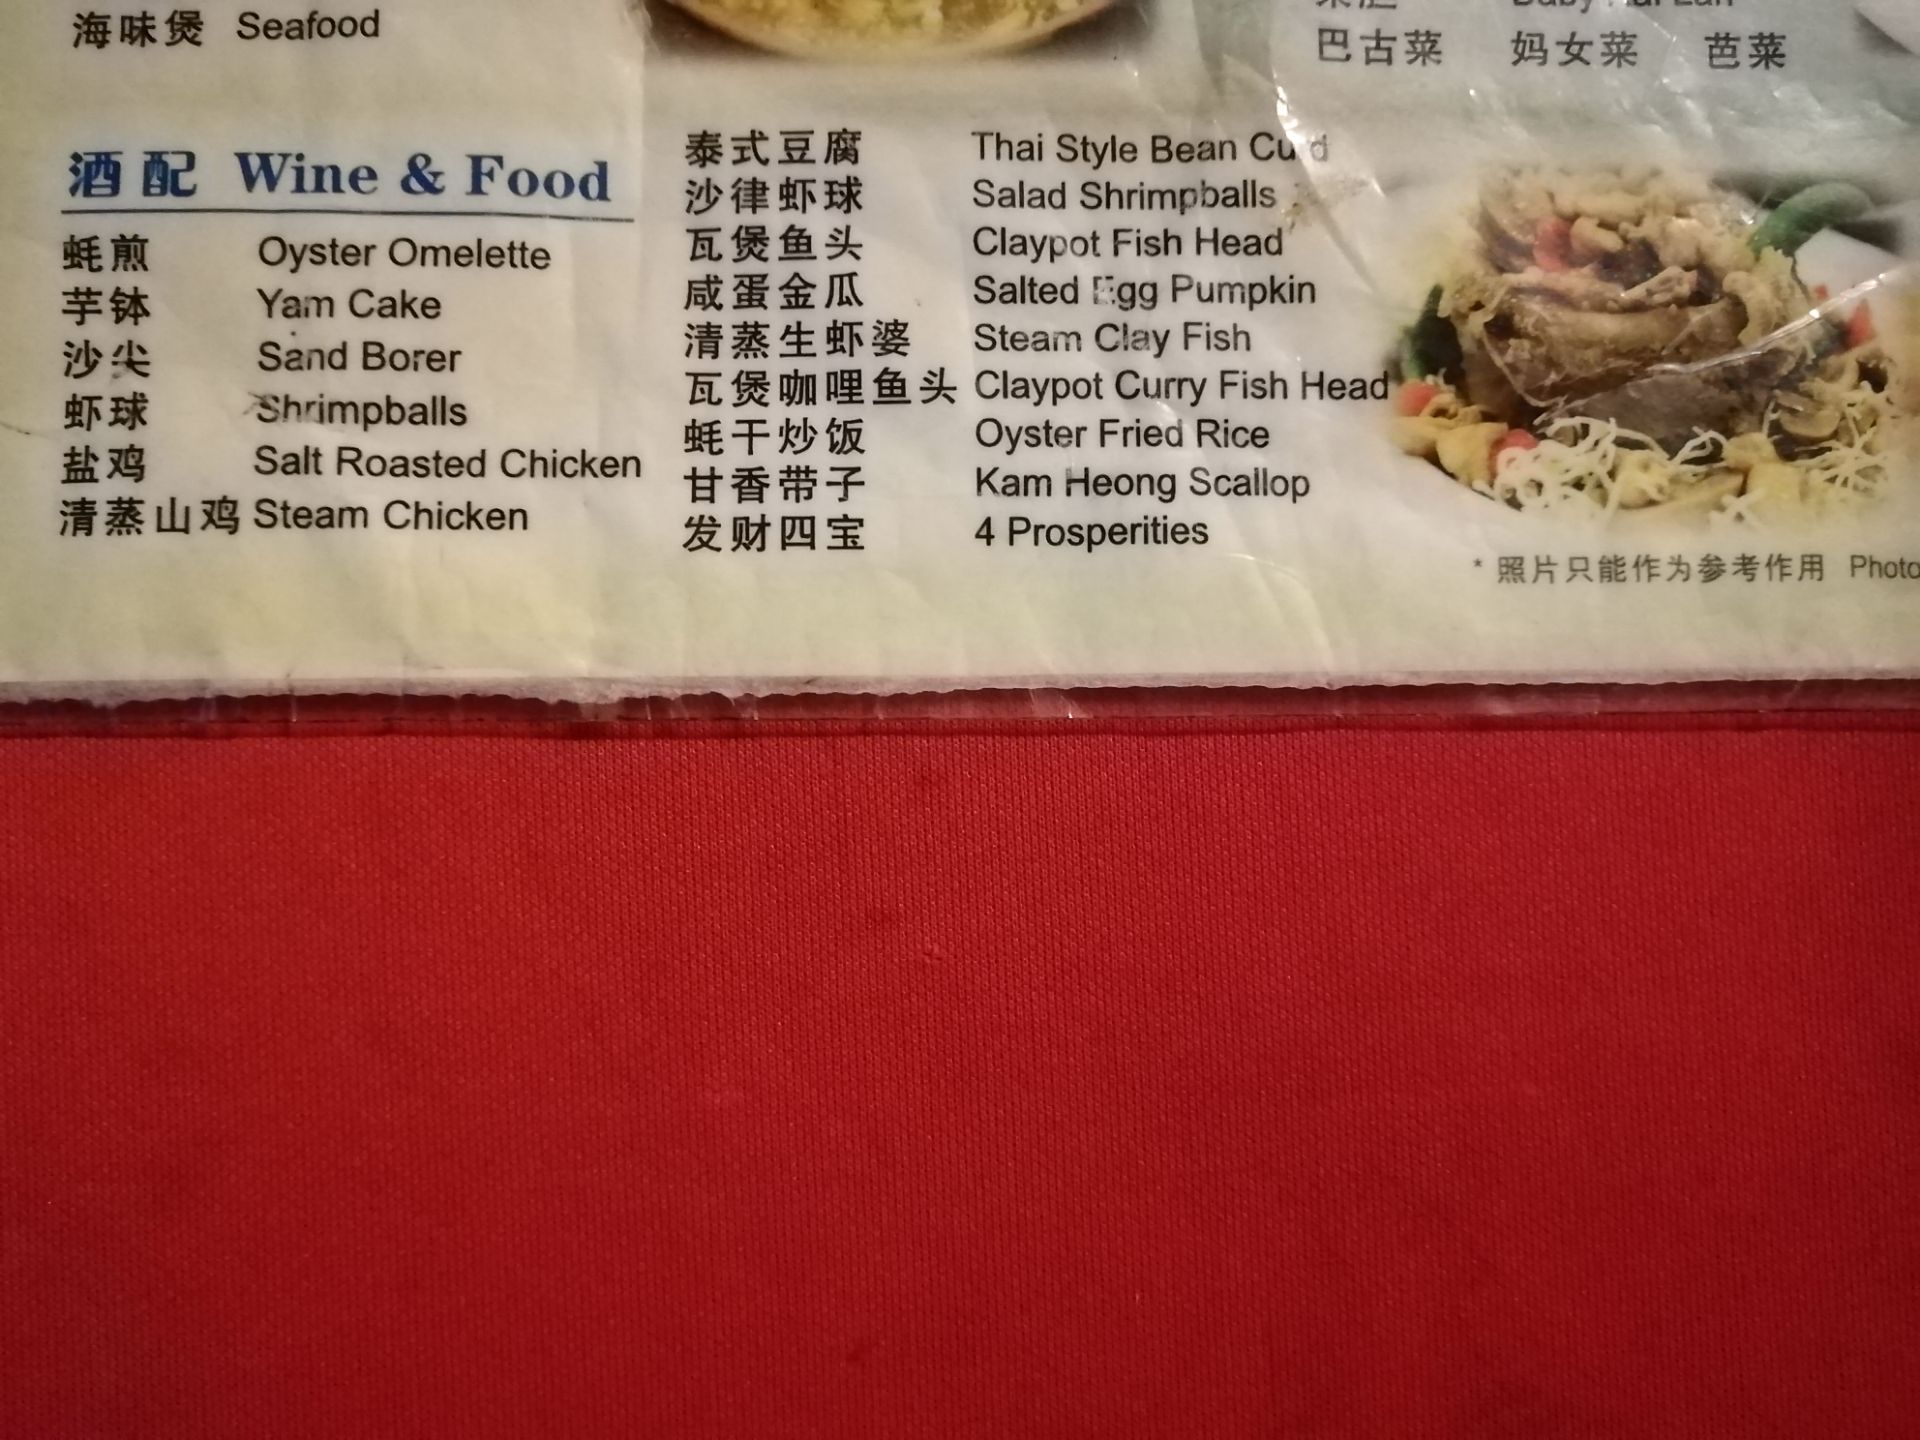 海味煲 Seafood
酒配 Wine & Food
蚝煎 Oyster Omelette
芋钵 Yam Cake
沙尖 Sand Borer
虾球 Shrimpballs
盐鸡 Salt Roasted Chicken
清蒸山鸡 Steam Chicken
泰式豆腐 Thai Style Bean Curd
沙律虾球 Salad Shrimpballs
瓦煲鱼头 Claypot Fish Head
咸蛋金瓜 Salted Egg Pumpkin
清蒸生虾婆 Steam Clay Fish
瓦煲咖哩鱼头 Claypot Curry Fish Head
蚝干炒饭 Oyster Fried Rice
甘香带子 Kam Heong Scallop
发财四宝 4 Prosperities
Baby Kai Lan
巴古菜 妈女菜 芭菜
* 照片只能作为参考作用 Photo